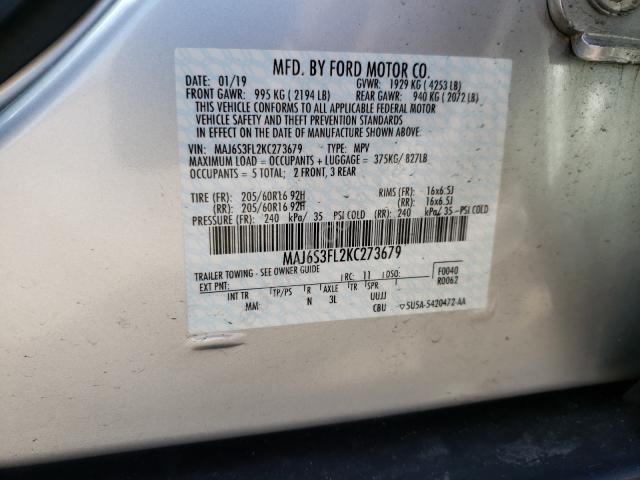 MFD. BY FORD MOTOR CO.
DATE: 01/19 GVWR: 1929 KG ( 4253 LB)
FRONT GAWR: 995 KG ( 2194 LB) REAR GAWR: 940 KG ( 2072 LB)
THIS VEHICLE CONFORMS TO ALL APPLICABLE FEDERAL MOTOR
VEHICLE SAFETY AND THEFT PREVENTION STANDARDS
IN EFFECT ON THE DATE OF MANUFACTURE SHOWN ABOVE.
VIN: MAJ6S3FL2KC273679 TYPE: MPV
MAXIMUM LOAD = OCCUPANTS + LUGGAGE = 375KG/ 827LB
OCCUPANTS = 5 TOTAL: 2 FRONT, 3 REAR
TIRE (FR): 205/60R16 92H RIMS (FR): 16x6.5J
(RR): 205/60R16 92H (RR): 16x6.5J
PRESSURE (FR): 240 kPa/ 35 PSI COLD (RR): 240 kPa/ 35 PSI COLD
MAJ6S3FL2KC273679
TRAILER TOWING - SEE OWNER GUIDE
EXT PNT: RC: 11 DSO: F0040
INT TR TP/PS R AXLE TR SPR R0062
MM: N 3L UUJJ
CBU ▽5U5A-5420472-AA